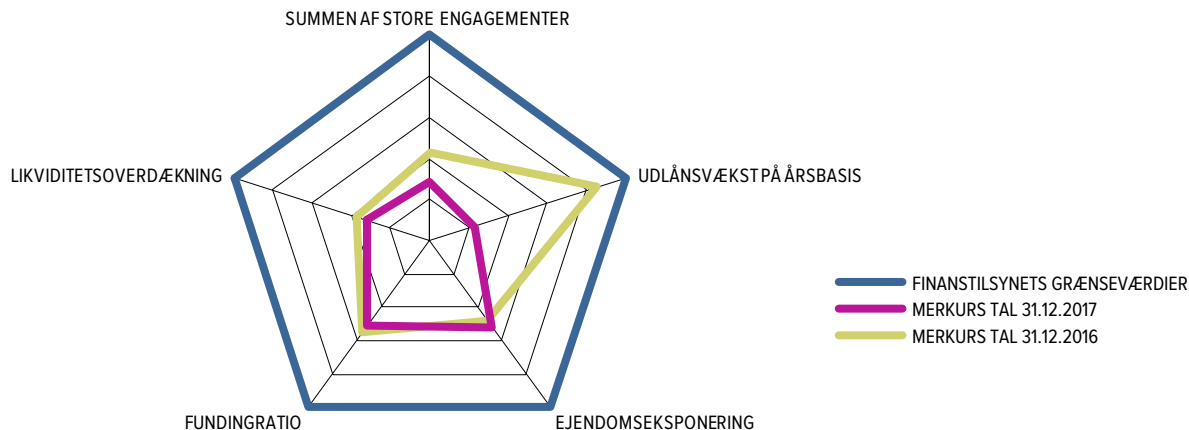 SUMMEN AF STORE ENGAGEMENTER
LIKVIDITETSOVERDÆKNING
UDLÅNSVÆKST PÅ ÅRSBASIS
FINANSTILSYNETS GRÆNSEVÆRDIER
MERKURS TAL 31.12.2017
MERKURS TAL 31.12.2016
FUNDINGRATIO
EJENDOMSEKSPONERING